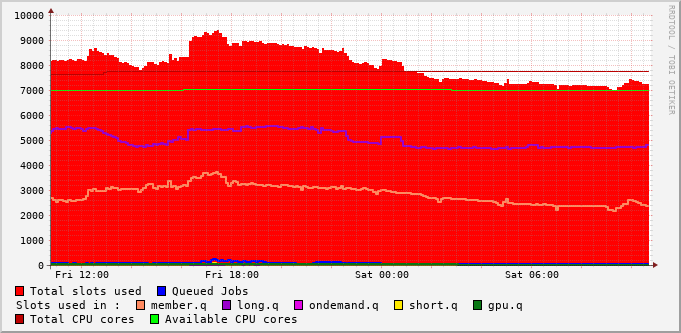 10000
9000
8000
7000
6000
5000
4000
3000
2000
1000
0
Fri 12:00 Fri 18:00 Sat 00:00 Sat 06:00
Total slots used Queued Jobs
Slots used in : member.q long.q ondemand.q short.q gpu.q
Total CPU cores Available CPU cores
RRDTOOL / TOBI OETIKER